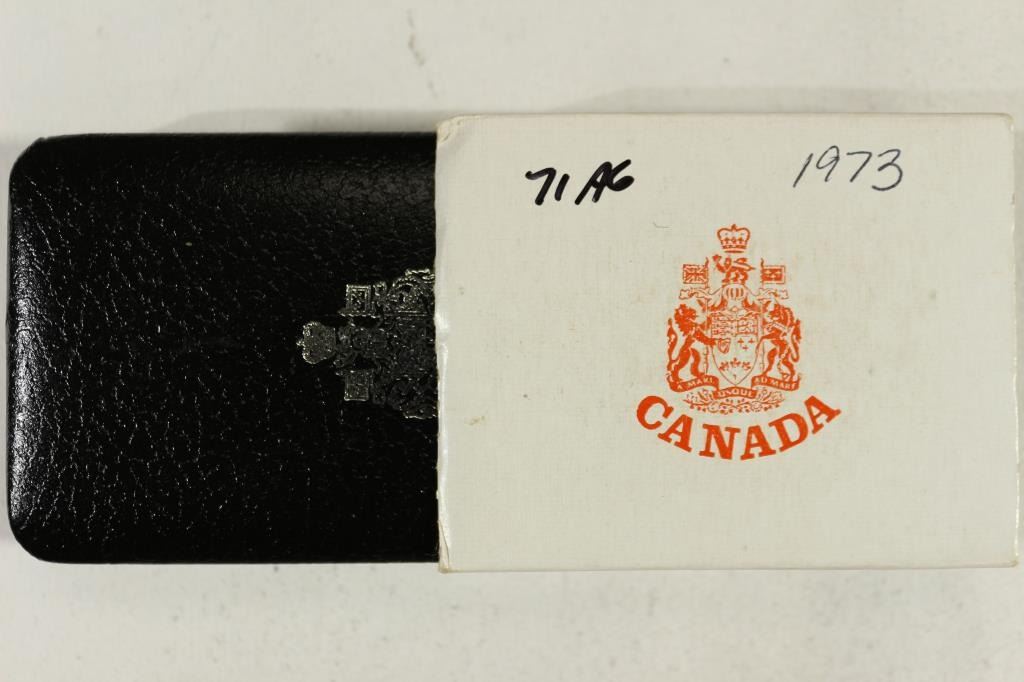 71 AG 1973
A MARI USQUE AD MARE
CANADA